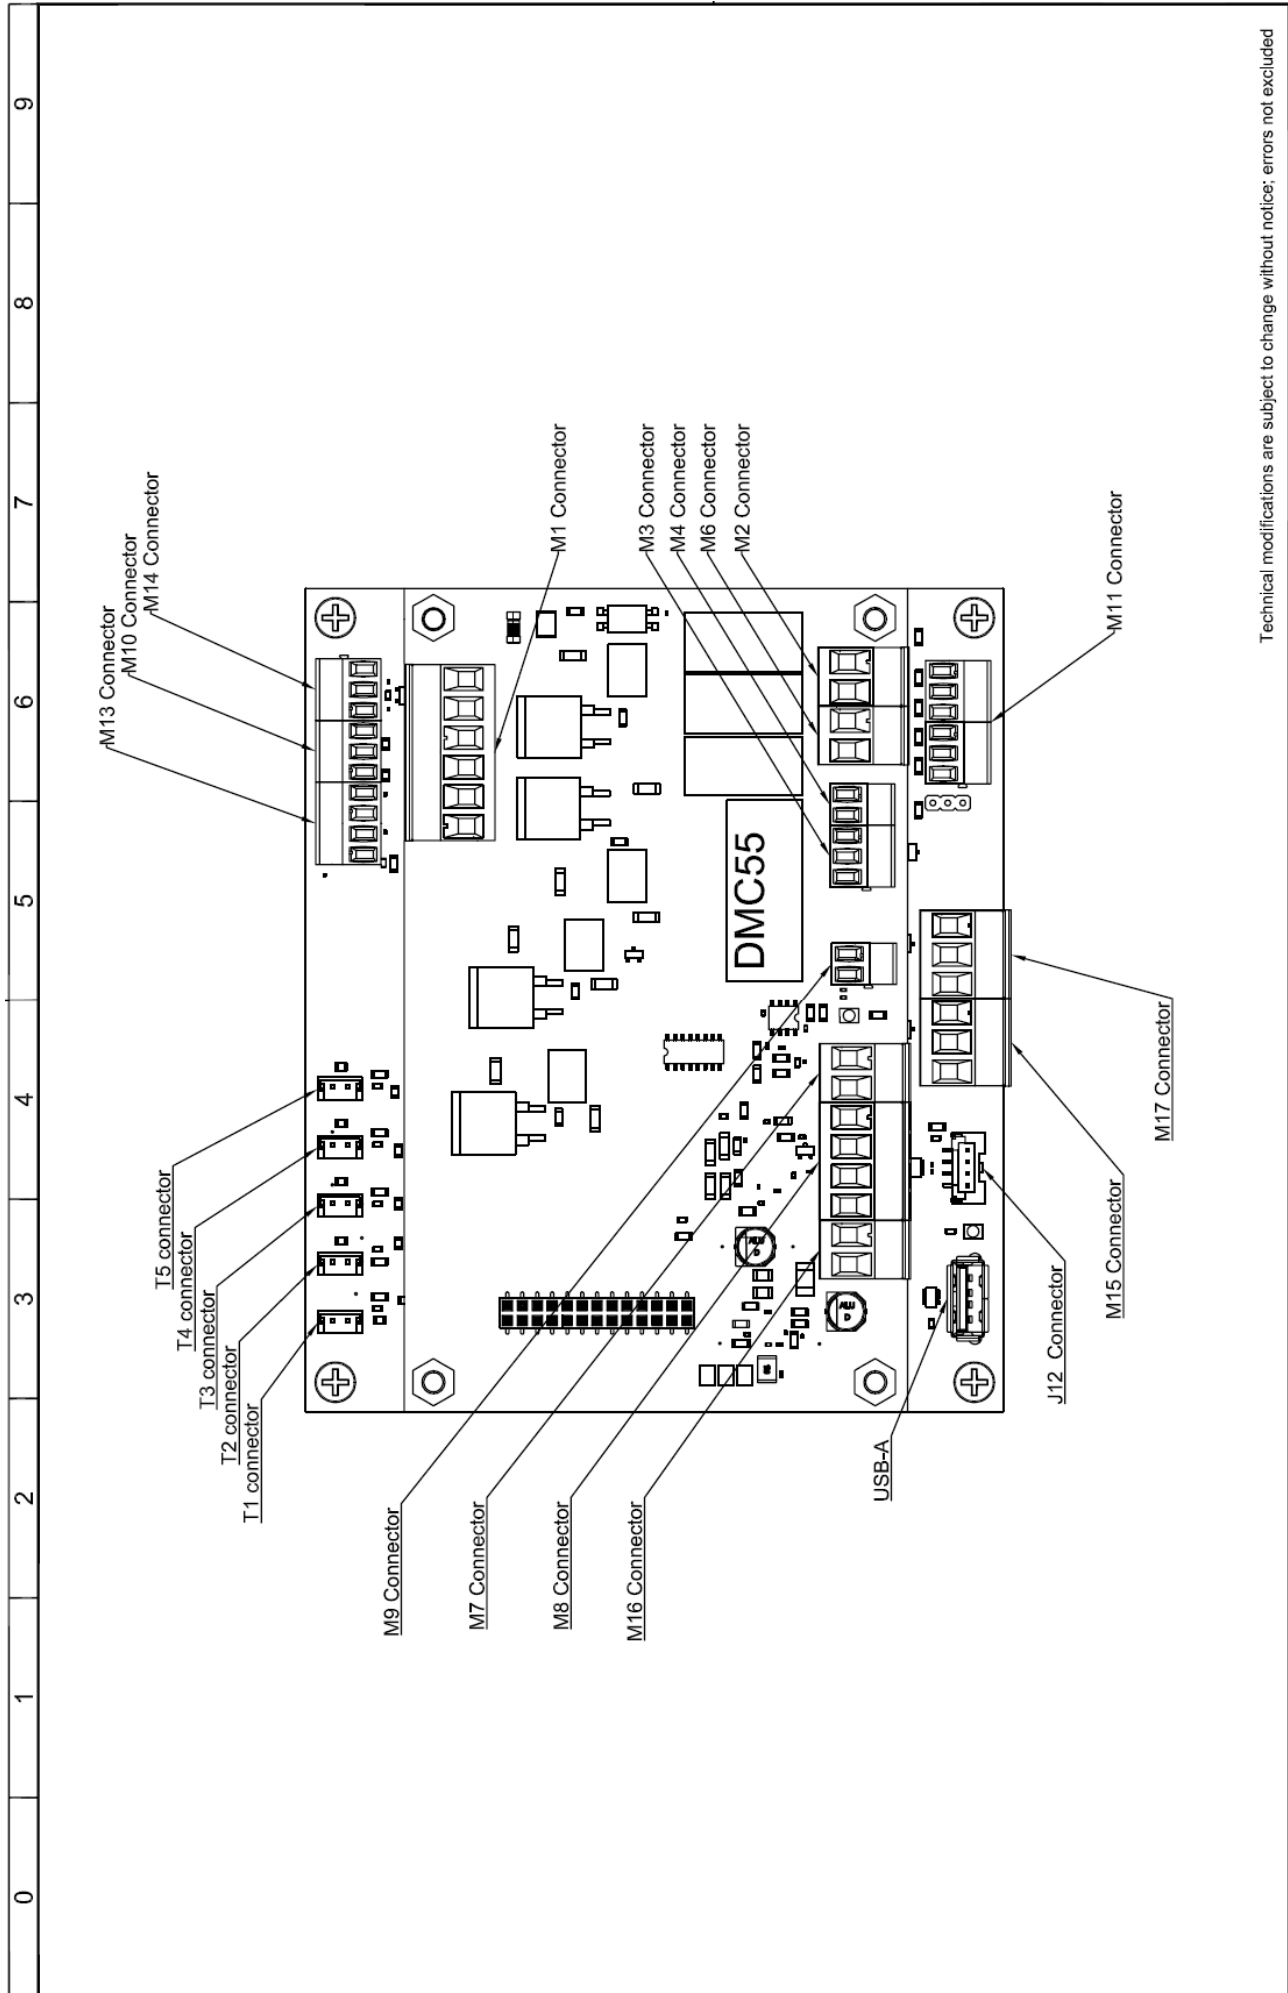 0
1
2
3
4
5
6
7
8
9
M13 Connector
M10 Connector
M14 Connector
M1 Connector
M3 Connector
M4 Connector
M6 Connector
M2 Connector
M11 Connector
T5 connector
T4 connector
T3 connector
T2 connector
T1 connector
DMC55
ALU
D
ALU
D
M9 Connector
M7 Connector
M8 Connector
M16 Connector
USB-A
J12 Connector
M15 Connector
M17 Connector
Technical modifications are subject to change without notice; errors not excluded